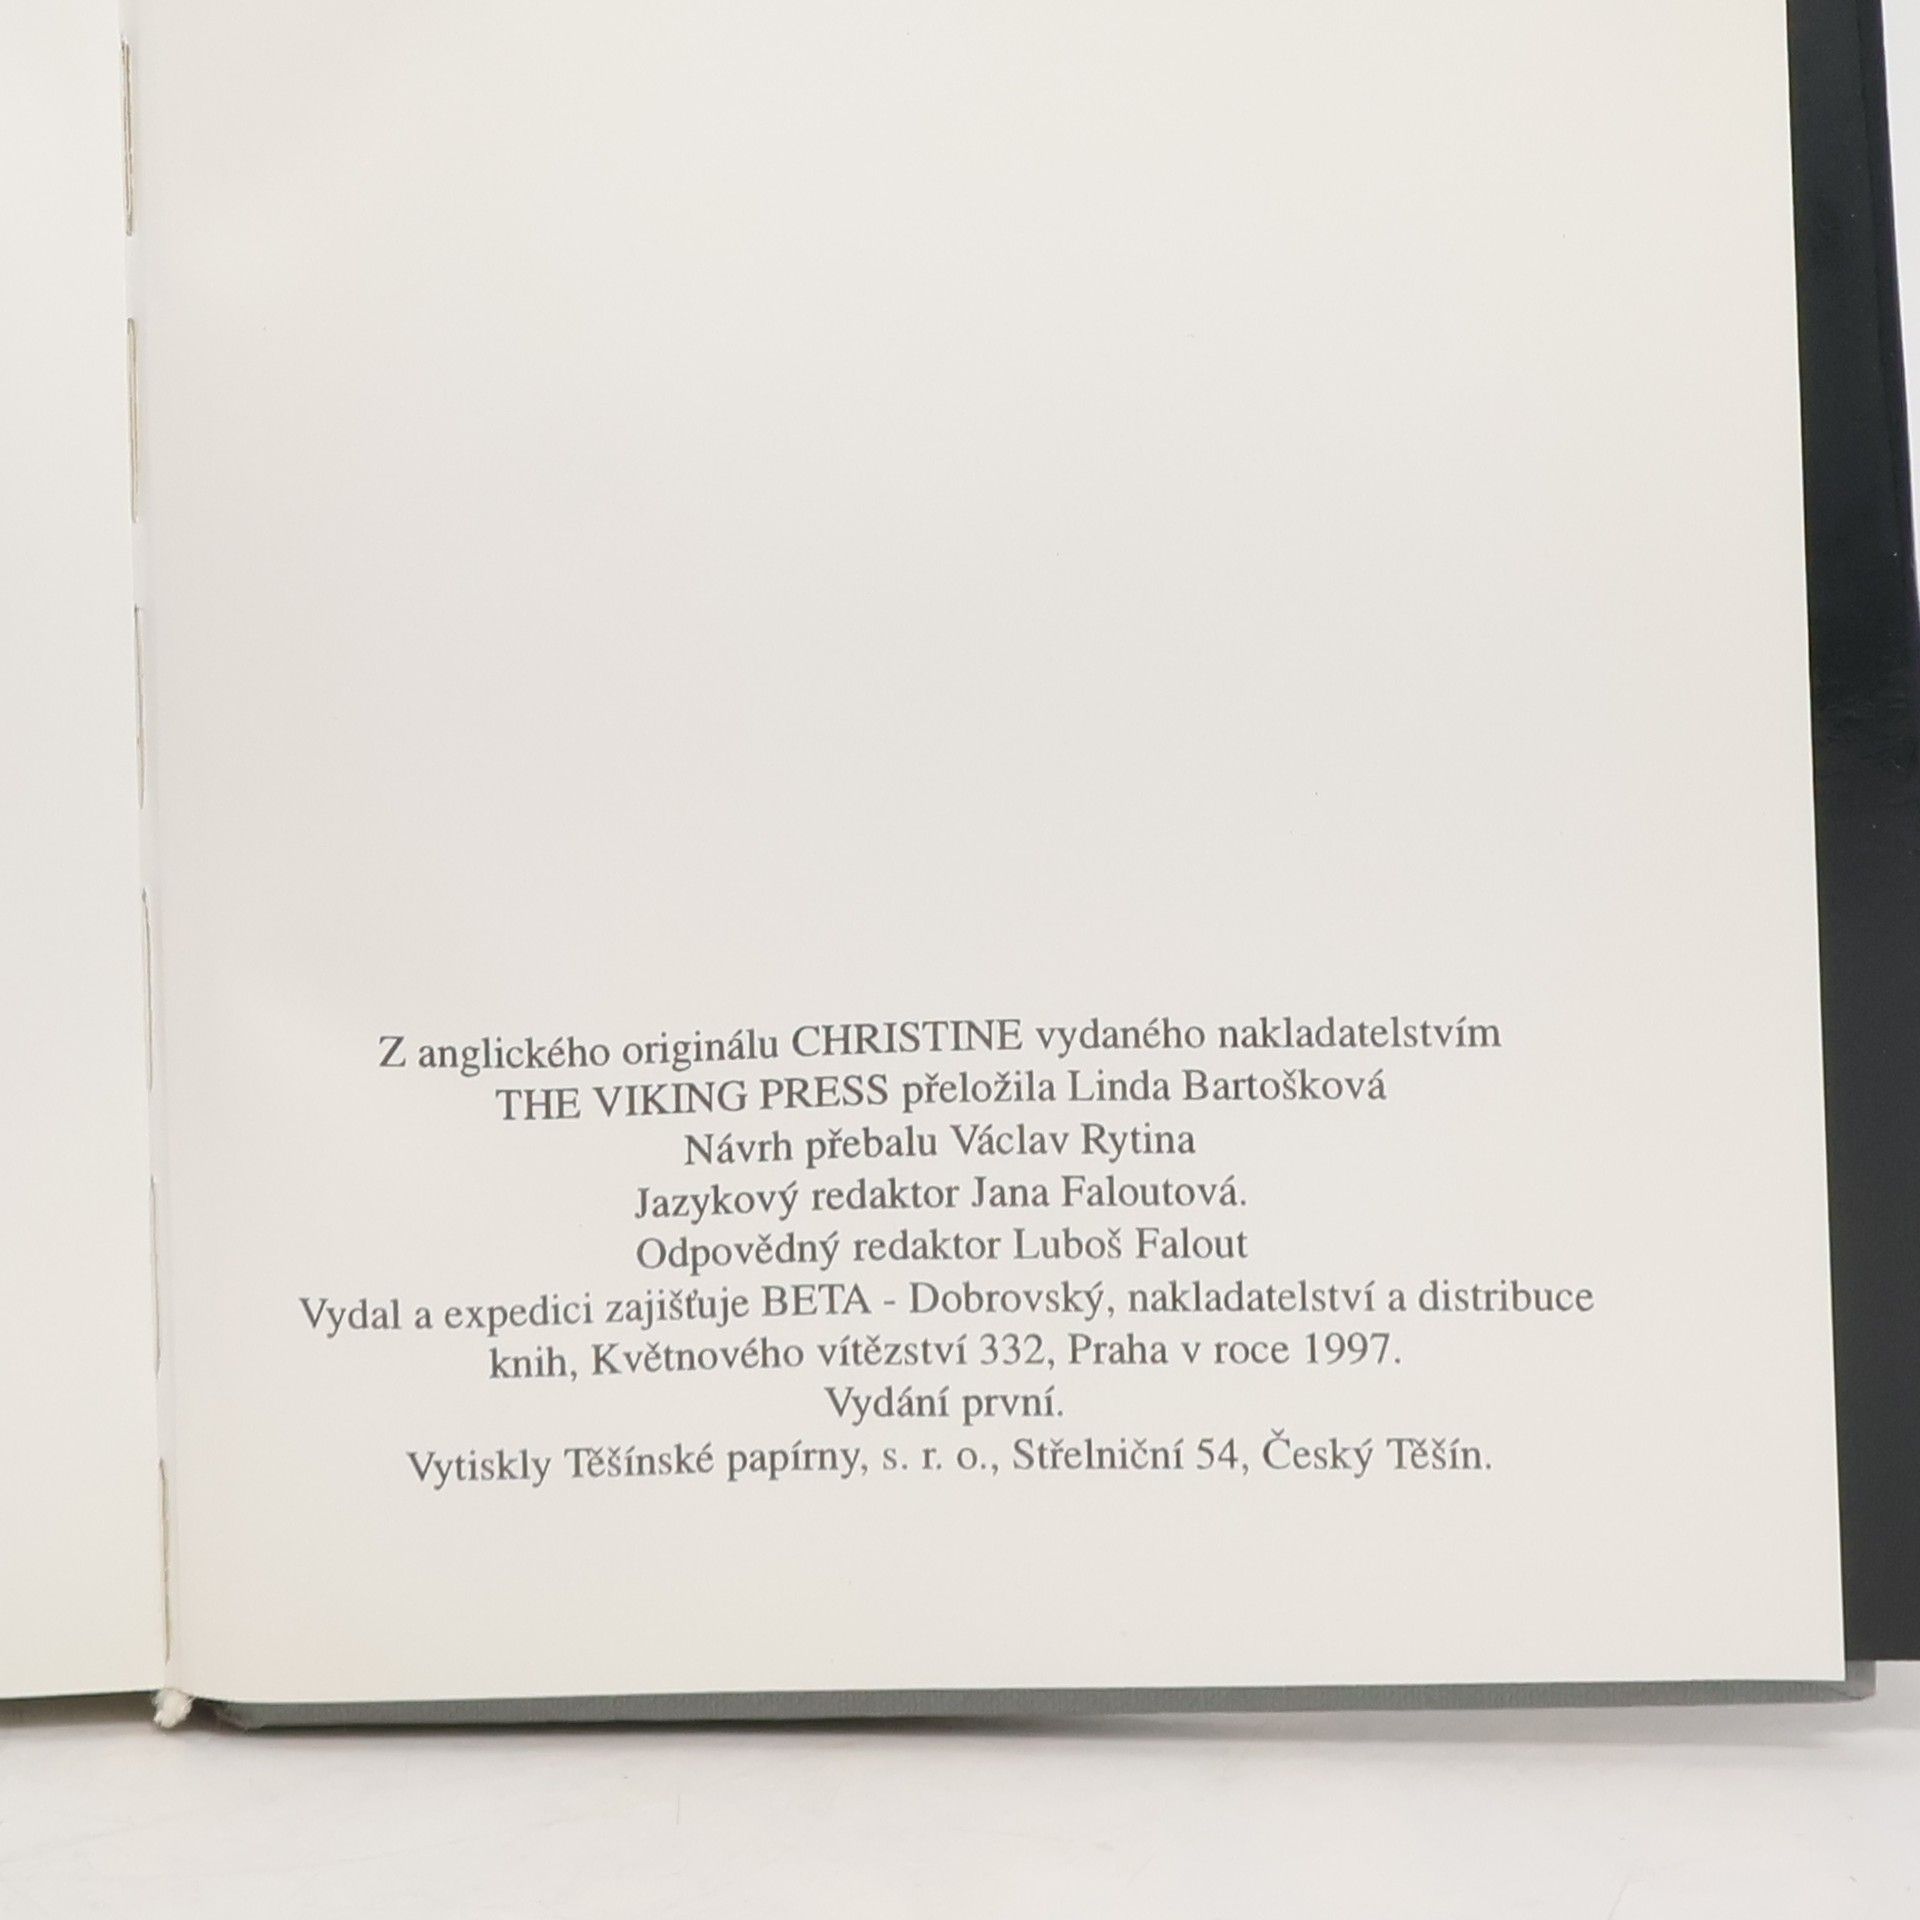 Z anglického originálu CHRISTINE vydaného nakladatelstvím
THE VIKING PRESS přeložila Linda Bartošková
Návrh přebalu Václav Rytina
Jazykový redaktor Jana Faloutová.
Odpovědný redaktor Luboš Falout
Vydal a expedici zajišťuje BETA - Dobrovský, nakladatelství a distribuce
knih, Květnového vítězství 332, Praha v roce 1997.
Vydání první.
Vytiskly Těšínské papírny, s. r. o., Střelniční 54, Český Těšín.